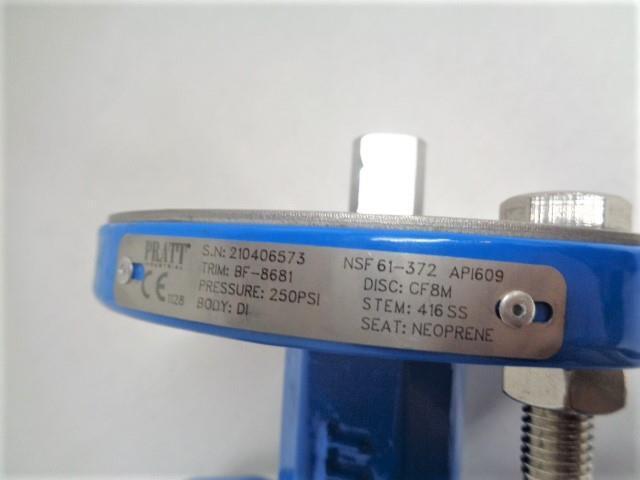 PRATT
INDUSTRIAL
CE 1128
S.N: 210406573
TRIM: BF-8681
PRESSURE: 250PSI
BODY: DI
NSF 61-372 API609
DISC: CF8M
STEM: 416 SS
SEAT: NEOPRENE